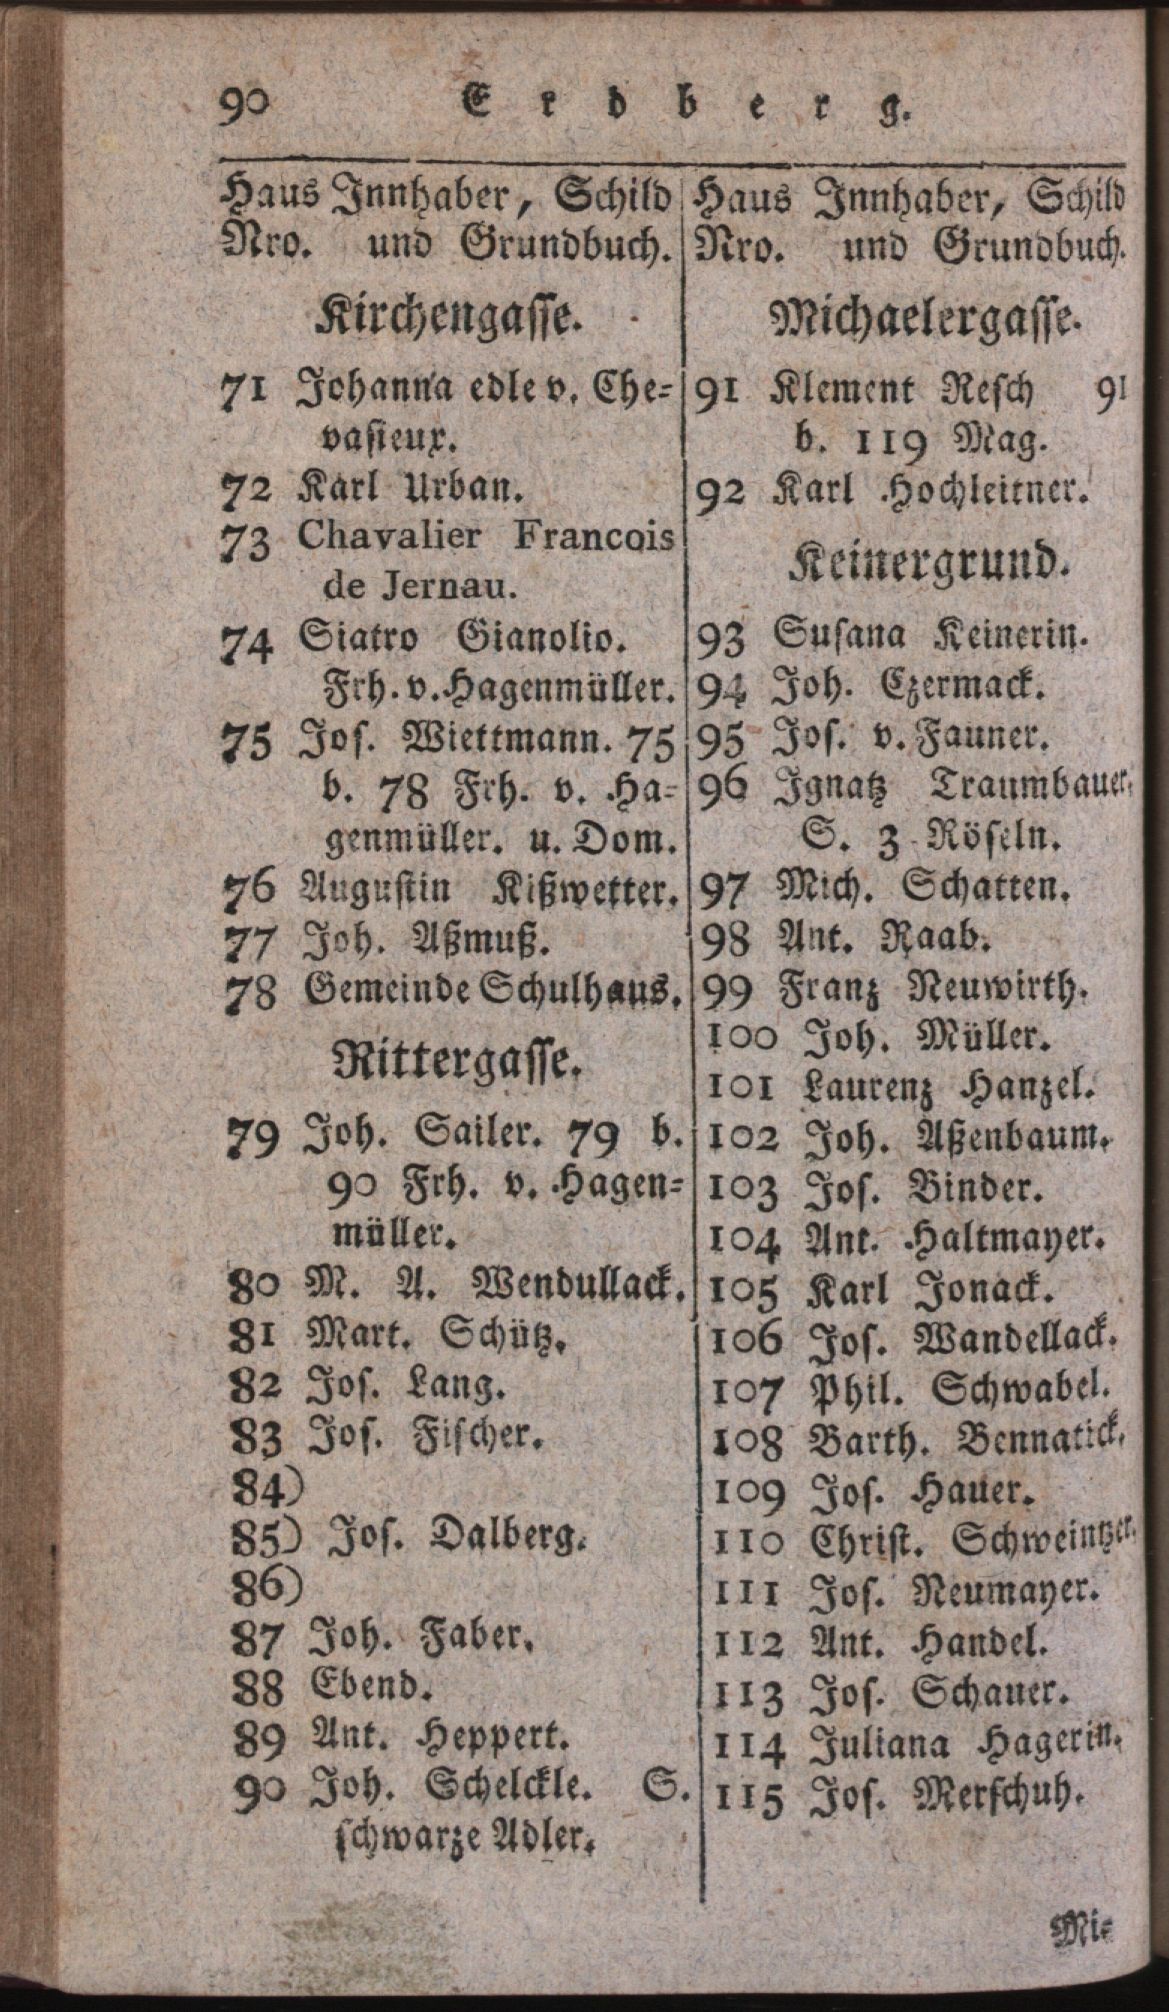 90 Erdberg.
Haus Innhaber, Schild
Nro. und Grundbuch.
Kirchengasse.
71 Johanna edle v. Che-
vasieux.
72 Karl Urban.
73 Chavalier Francois
de Jernau.
74 Siatro Gianolio.
Frh. v. Hagenmüller.
75 Jos. Wiettmann. 75
b. 78 Frh. v. Ha-
genmüller. u. Dom.
76 Augustin Kißwetter.
77 Joh. Aßmuß.
78 Gemeinde Schulhaus.
Rittergasse.
79 Joh. Sailer. 79 b.
90 Frh. v. Hagen-
müller.
80 M. A. Wendullack.
81 Mart. Schütz.
82 Jos. Lang.
83 Jos. Fischer.
84)
85) Jos. Dalberg.
86)
87 Joh. Faber.
88 Ebend.
89 Ant. Heppert.
90 Joh. Schelckle. S.
schwarze Adler.
Haus Innhaber, Schild
Nro. und Grundbuch.
Michaelergasse.
91 Klement Resch 91
b. 119 Mag.
92 Karl Hochleitner.
Keinergrund.
93 Susana Keinerin.
94 Joh. Czermack.
95 Jos. v. Fauner.
96 Ignatz Traumbauer.
S. 3 Röseln.
97 Mich. Schatten.
98 Ant. Raab.
99 Franz Neuwirth.
100 Joh. Müller.
101 Laurenz Hanzel.
102 Joh. Aßenbaum.
103 Jos. Binder.
104 Ant. Haltmayer.
105 Karl Jonack.
106 Jos. Wandellack.
107 Phil. Schwabel.
108 Barth. Bennatick.
109 Jos. Hauer.
110 Christ. Schweintzer.
111 Jos. Neumayer.
112 Ant. Handel.
113 Jos. Schauer.
114 Juliana Hagerin.
115 Jos. Merschuh.
Mi-